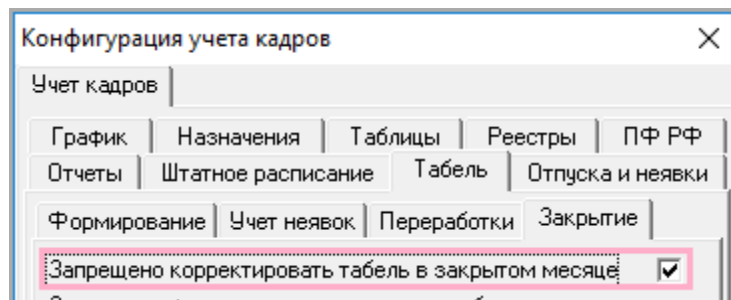 Конфигурация учета кадров
Учет кадров
График Назначения Таблицы Реестры ПФ РФ
Отчеты Штатное расписание Табель Отпуска и неявки
Формирование Учет неявок Переработки Закрытие
Запрещено корректировать табель в закрытом месяце